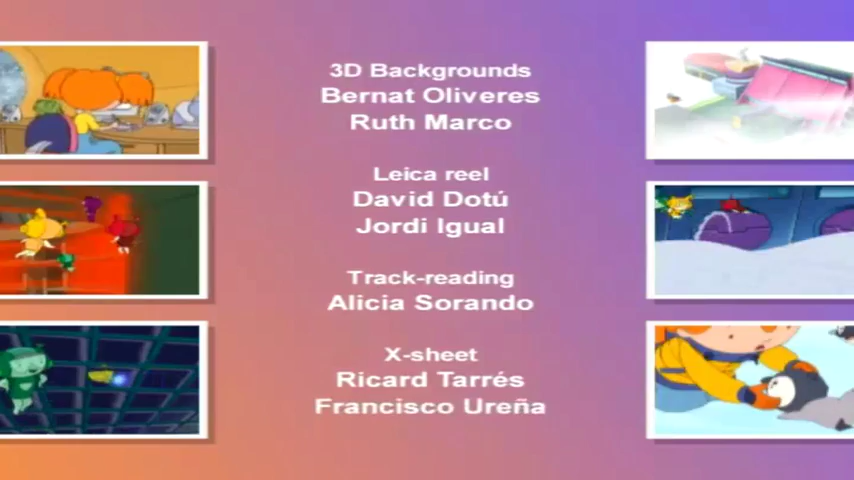 3D Backgrounds
Bernat Oliveres
Ruth Marco
Leica reel
David Dotú
Jordi Igual
Track-reading
Alicia Sorando
X-sheet
Ricard Tarrés
Francisco Ureña